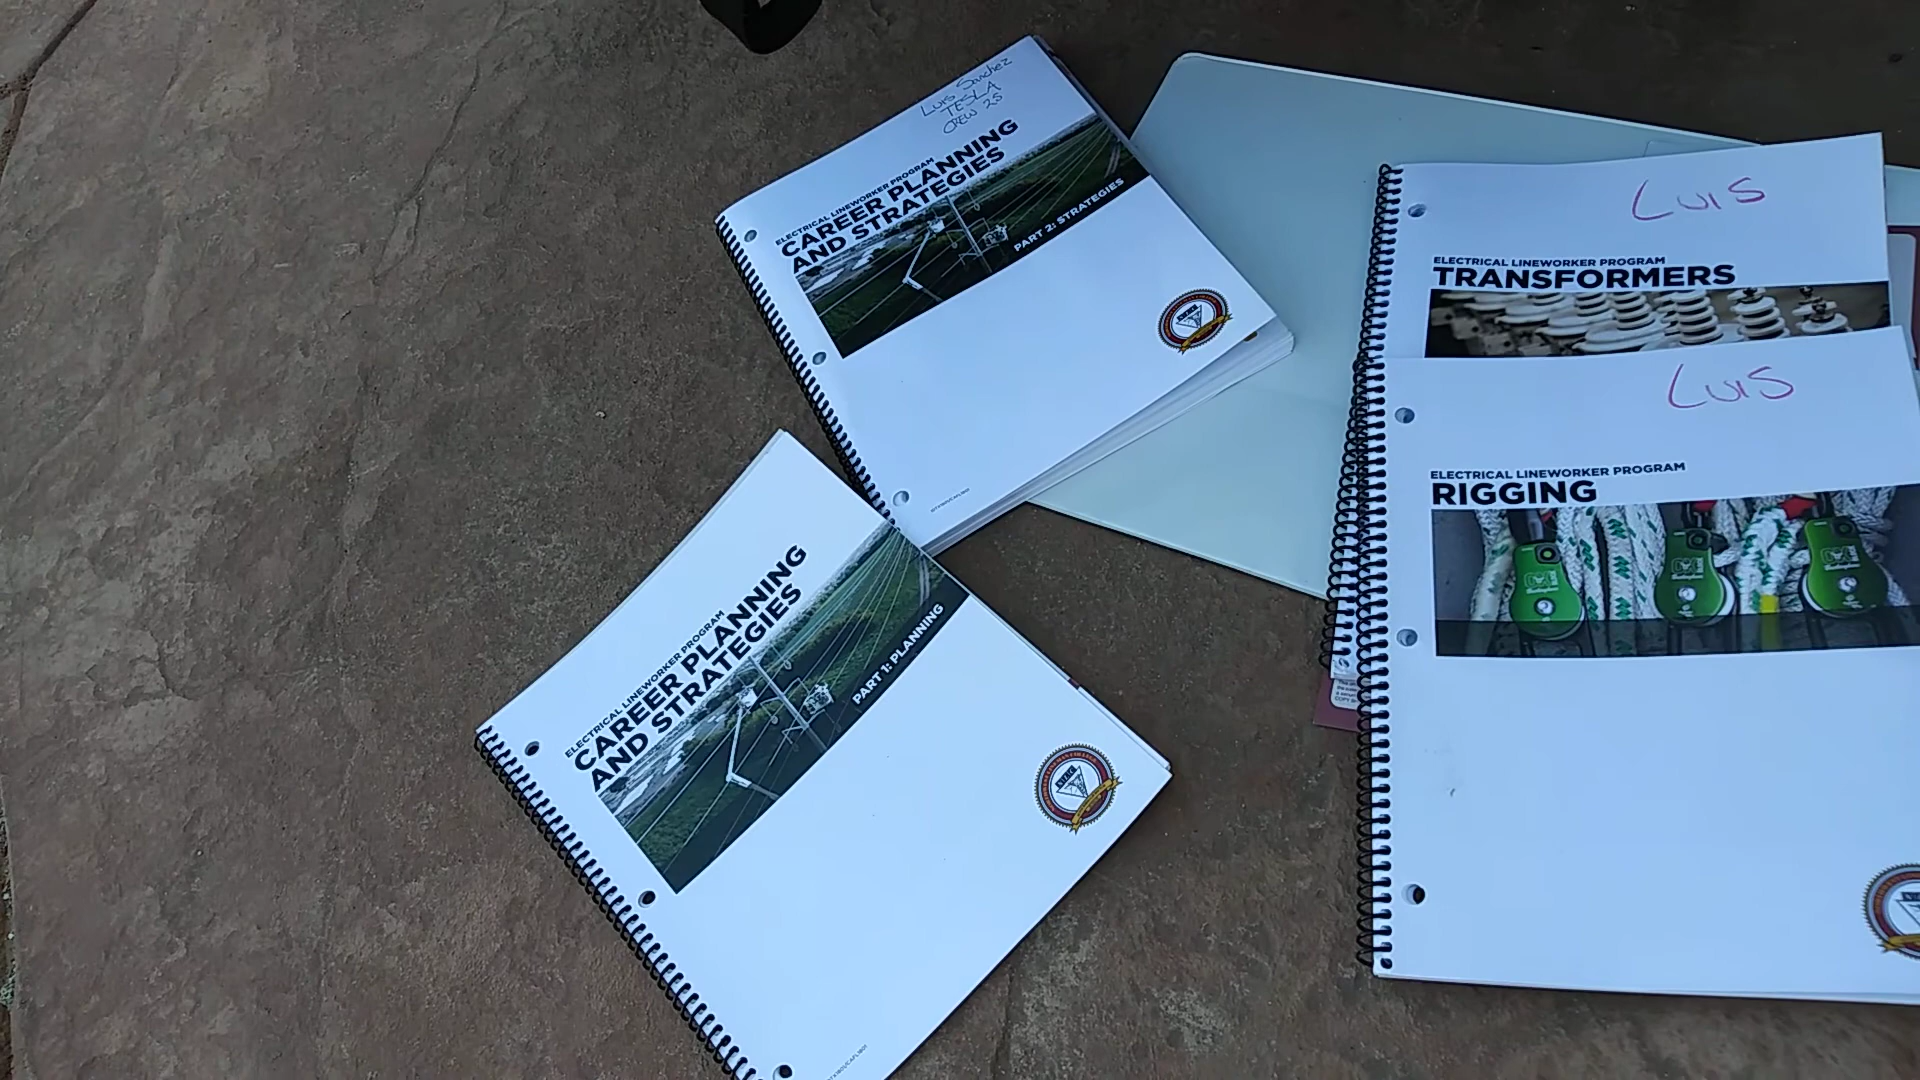 Luis Sanchez
TESLA
CREW 25
ELECTRICAL LINEWORKER PROGRAM
CAREER PLANNING
AND STRATEGIES
PART 2: STRATEGIES
ELECTRICAL LINEWORKER PROGRAM
CAREER PLANNING
AND STRATEGIES
PART 1: PLANNING
LUIS
ELECTRICAL LINEWORKER PROGRAM
TRANSFORMERS
LUIS
ELECTRICAL LINEWORKER PROGRAM
RIGGING